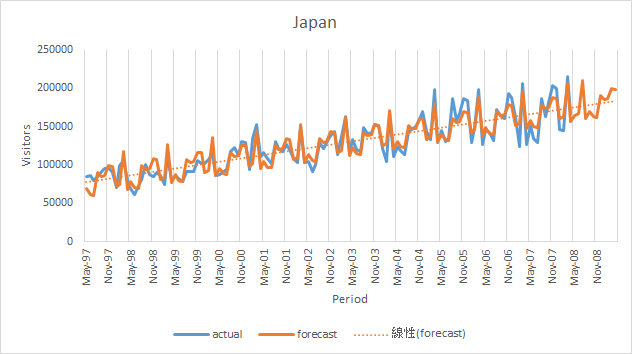 Japan
250000
200000
150000
100000
50000
0
Visitors
May-97
Nov-97
May-98
Nov-98
May-99
Nov-99
May-00
Nov-00
May-01
Nov-01
May-02
Nov-02
May-03
Nov-03
May-04
Nov-04
May-05
Nov-05
May-06
Nov-06
May-07
Nov-07
May-08
Nov-08
Period
actual forecast 線性(forecast)